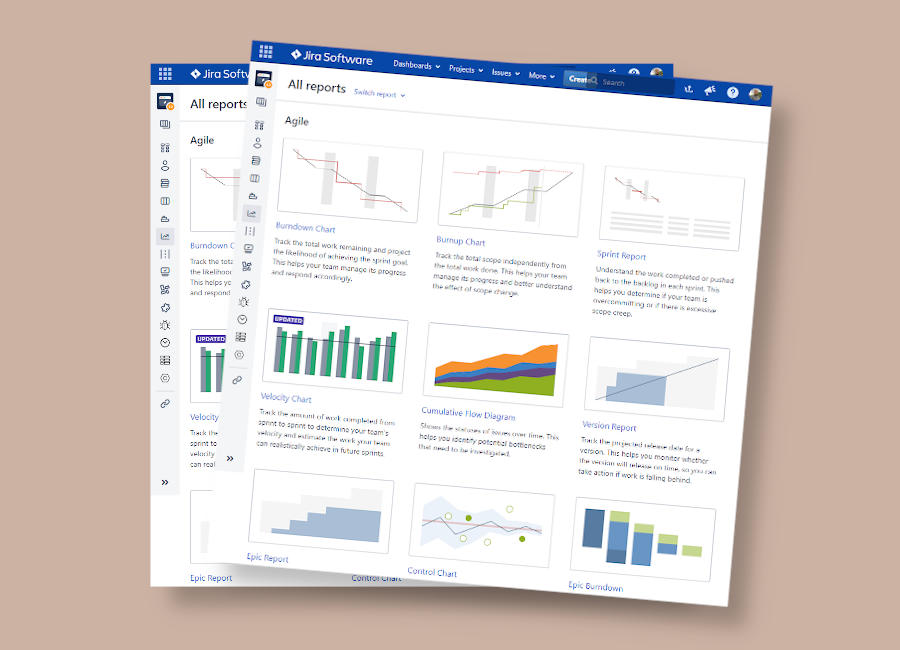 Jira Software
Dashboards
Projects
Issues
More
Create
Search
All reports
Switch report
Agile
Burndown Chart
Track the total work remaining and project
the likelihood of achieving the sprint goal.
This helps your team manage its progress
and respond accordingly.
Burnup Chart
Track the total scope independently from
the total work done. This helps your team
manage its progress and better understand
the effect of scope change.
Sprint Report
Understand the work completed or pushed
back to the backlog in each sprint. This
helps you determine if your team is
overcommitting or if there is excessive
scope creep.
UPDATED
Velocity Chart
Track the amount of work completed from
sprint to sprint to determine your team's
velocity and estimate the work your team
can realistically achieve in future sprints.
Cumulative Flow Diagram
Shows the statuses of issues over time. This
helps you identify potential bottlenecks
that need to be investigated.
Version Report
Track the projected release date for a
version. This helps you monitor whether
the version will release on time, so you can
take action if work is falling behind.
Epic Report
Control Chart
Epic Burndown
Jira Softw
All reports
Agile
Burndown C
Track the tota
the likelihood
This helps yo
and respond
UPDATED
Velocity
Track the
sprint to
velocity
can real
Epic Report
Control Chart